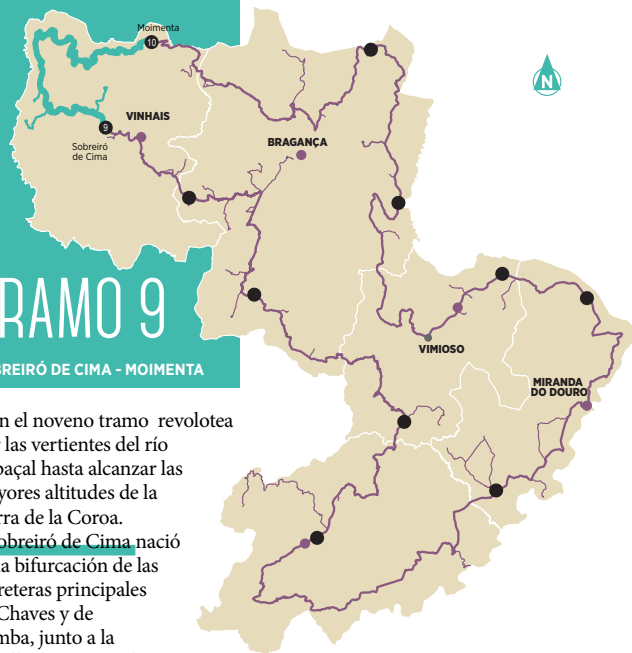 Moimenta
10
N
9
VINHAIS
BRAGANÇA
Sobreiró
de Cima
RAMO 9
VIMIOSO
BREIRÓ DE CIMA - MOIMENTA
MIRANDA
DO DOURO
n el noveno tramo revolotea
r las vertientes del río
baçal hasta alcanzar las
yores altitudes de la
rra de la Coroa.
obreiró de Cima nació
la bifurcación de las
reteras principales
Chaves y de
mba, junto a la